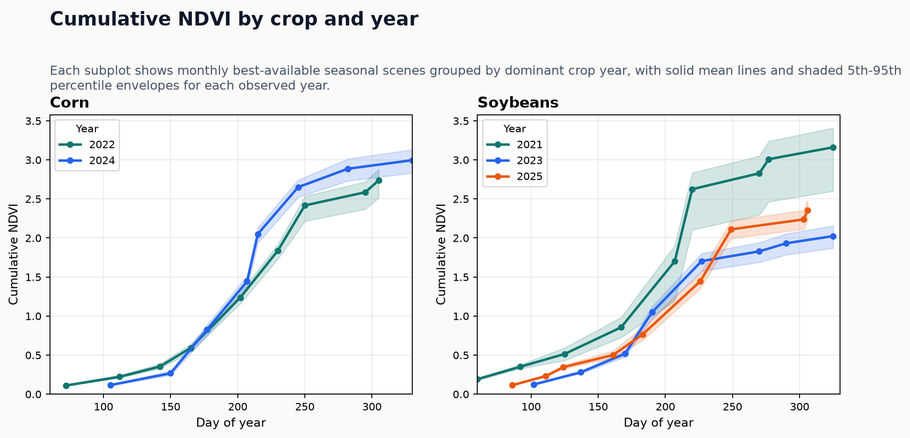 Cumulative NDVI by crop and year
Each subplot shows monthly best-available seasonal scenes grouped by dominant crop year, with solid mean lines and shaded 5th-95th
percentile envelopes for each observed year.
Corn
Cumulative NDVI
3.5
3.0
2.5
2.0
1.5
1.0
0.5
0.0
Year
2022
2024
100
150
200
250
300
Day of year
Soybeans
Cumulative NDVI
3.5
3.0
2.5
2.0
1.5
1.0
0.5
0.0
Year
2021
2023
2025
100
150
200
250
300
Day of year